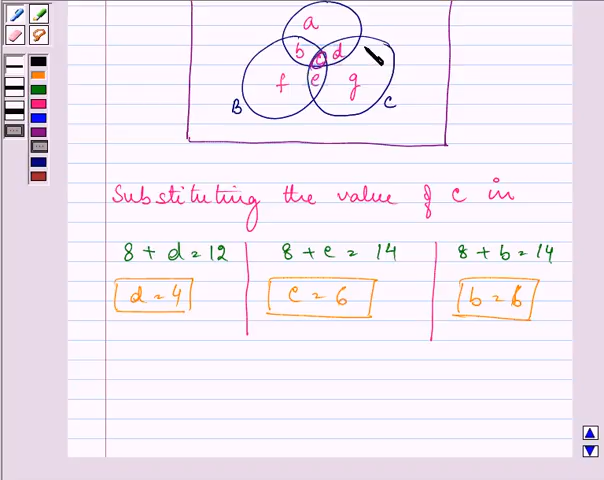 a
b c d
f e g
B C
Substituting the value of c in
8 + d = 12 8 + e = 14 8 + b = 14
d = 4 e = 6 b = 6